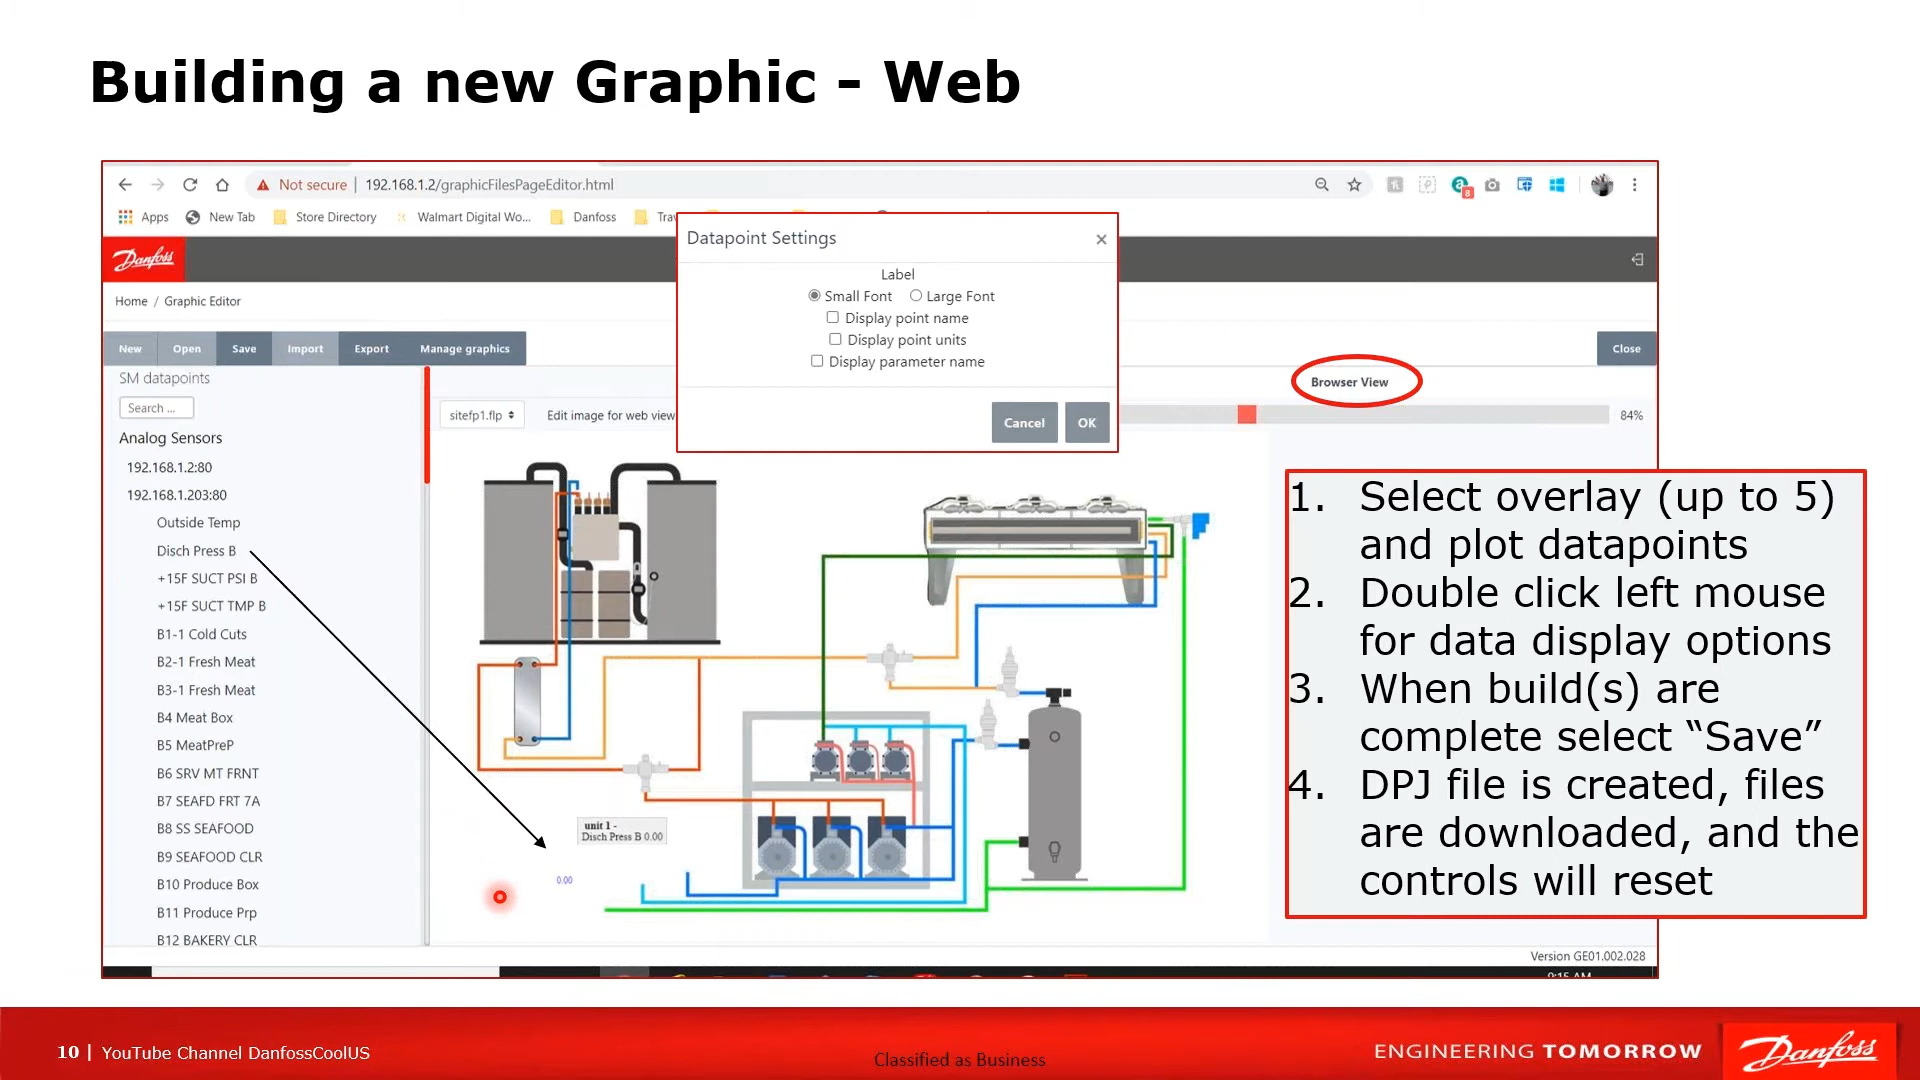 Building a new Graphic - Web
Not secure | 192.168.1.2/graphicFilesPageEditor.html
8
Apps New Tab Store Directory Walmart Digital Wo... Danfoss
Danfoss
Home / Graphic Editor
New Open Save Import Export Manage graphics
Close
SM datapoints
Search ...
Analog Sensors
192.168.1.2:80
192.168.1.203:80
Outside Temp
Disch Press B
+15F SUCT PSI B
+15F SUCT TMP B
B1-1 Cold Cuts
B2-1 Fresh Meat
B3-1 Fresh Meat
B4 Meat Box
B5 MeatPreP
B6 SRV MT FRNT
B7 SEAFD FRT 7A
B8 SS SEAFOOD
B9 SEAFOOD CLR
B10 Produce Box
B11 Produce Prp
B12 BAKERY CLR
Browser View
sitefp1.flp Edit image for web view
84%
Datapoint Settings
×
Label
Small Font Large Font
Display point name
Display point units
Display parameter name
Cancel OK
unit 1 -
Disch Press B 0.00
0.00
1. Select overlay (up to 5)
and plot datapoints
2. Double click left mouse
for data display options
3. When build(s) are
complete select “Save”
4. DPJ file is created, files
are downloaded, and the
controls will reset
Version GE01.002.028
9:15 AM
10 | YouTube Channel DanfossCoolUS
Classified as Business
ENGINEERING TOMORROW
Danfoss